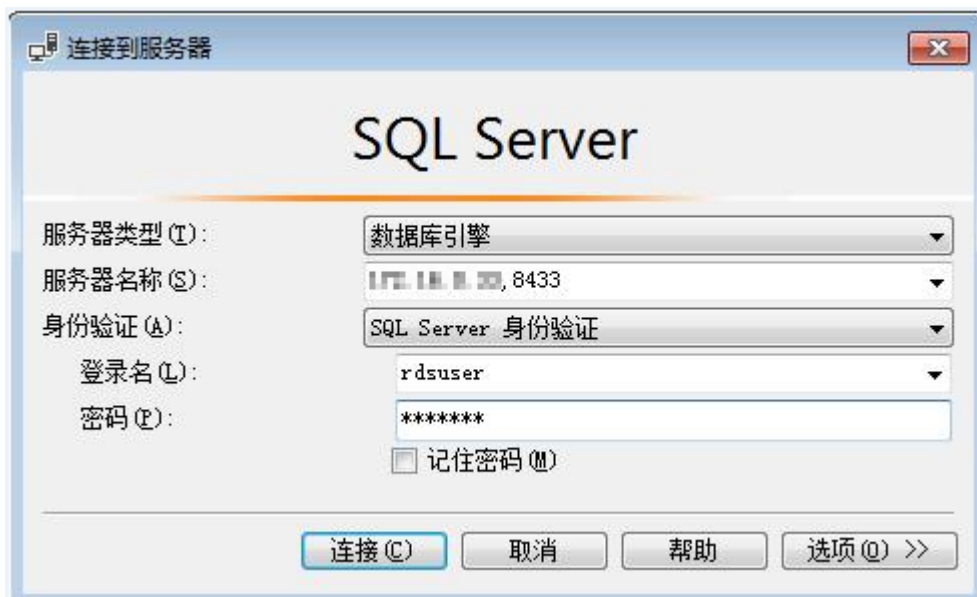 连接到服务器
SQL Server
服务器类型(T): 数据库引擎
服务器名称(S): ,8433
身份验证(A): SQL Server 身份验证
登录名(L): rdsuser
密码(P): *******
记住密码(M)
连接(C) 取消 帮助 选项(O) >>